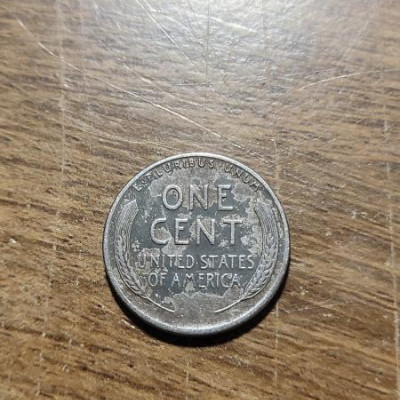 E·PLURIBUS·UNUM
ONE
CENT
UNITED STATES
OF AMERICA